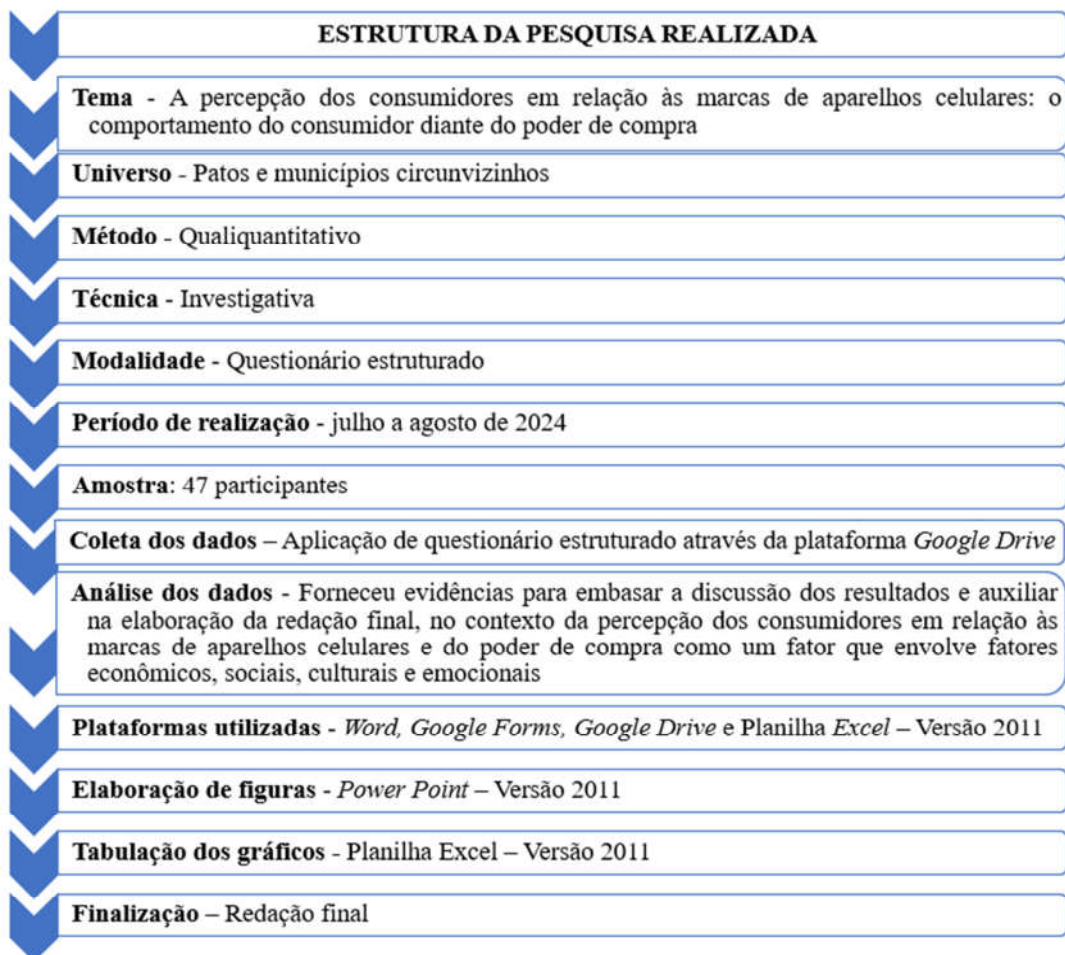 ESTRUTURA DA PESQUISA REALIZADA
Tema - A percepção dos consumidores em relação às marcas de aparelhos celulares: o
comportamento do consumidor diante do poder de compra
Universo - Patos e municípios circunvizinhos
Método - Qualiquantitativo
Técnica - Investigativa
Modalidade - Questionário estruturado
Período de realização - julho a agosto de 2024
Amostra: 47 participantes
Coleta dos dados – Aplicação de questionário estruturado através da plataforma Google Drive
Análise dos dados - Forneceu evidências para embasar a discussão dos resultados e auxiliar
na elaboração da redação final, no contexto da percepção dos consumidores em relação às
marcas de aparelhos celulares e do poder de compra como um fator que envolve fatores
econômicos, sociais, culturais e emocionais
Plataformas utilizadas - Word, Google Forms, Google Drive e Planilha Excel – Versão 2011
Elaboração de figuras - Power Point – Versão 2011
Tabulação dos gráficos - Planilha Excel – Versão 2011
Finalização – Redação final